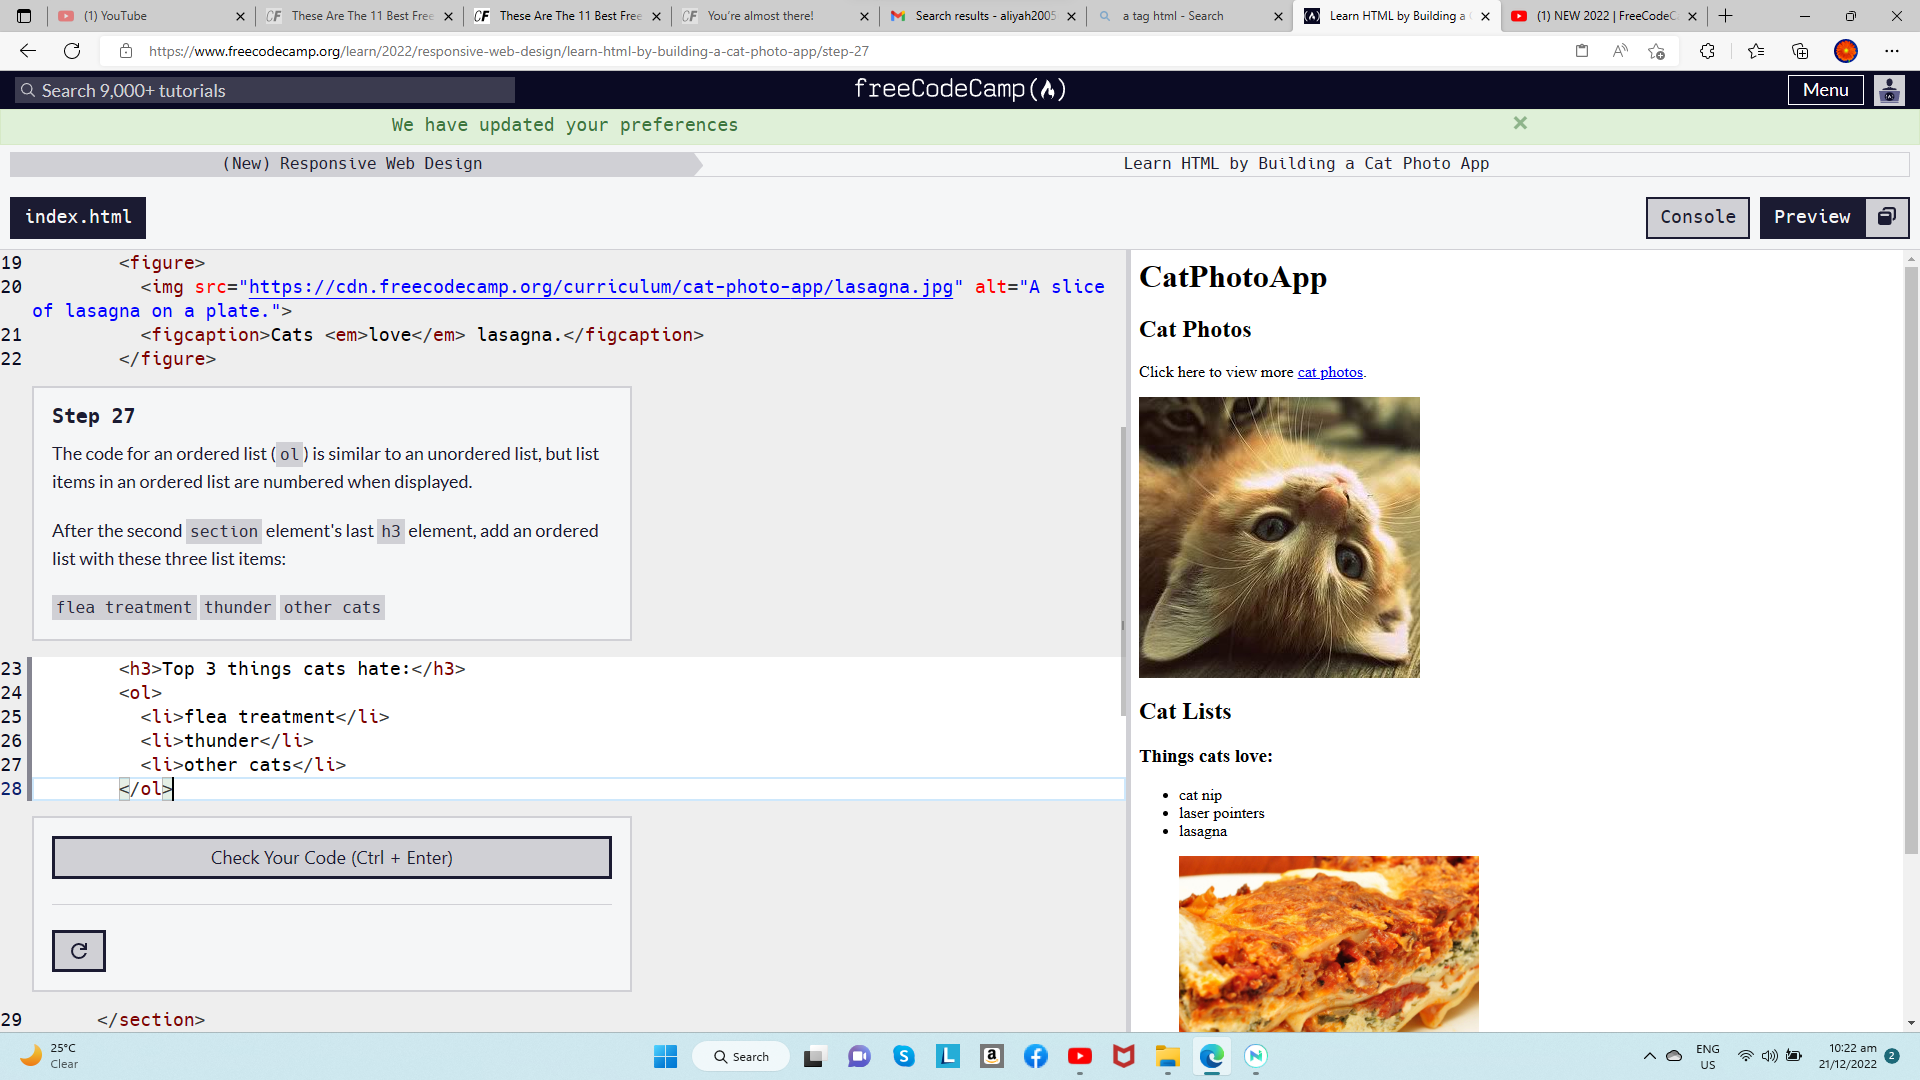 (1) YouTube
These Are The 11 Best Free
These Are The 11 Best Free
You're almost there!
Search results - aliyah2005
a tag html - Search
Learn HTML by Building a C
(1) NEW 2022 | FreeCodeC
https://www.freecodecamp.org/learn/2022/responsive-web-design/learn-html-by-building-a-cat-photo-app/step-27
Search 9,000+ tutorials
freeCodeCamp
Menu
We have updated your preferences
(New) Responsive Web Design
Learn HTML by Building a Cat Photo App
index.html
Console
Preview
19 <figure>
20 <img src="https://cdn.freecodecamp.org/curriculum/cat-photo-app/lasagna.jpg" alt="A slice
of lasagna on a plate.">
21 <figcaption>Cats <em>love</em> lasagna.</figcaption>
22 </figure>
Step 27
The code for an ordered list (ol) is similar to an unordered list, but list
items in an ordered list are numbered when displayed.
After the second section element's last h3 element, add an ordered
list with these three list items:
flea treatment thunder other cats
23 <h3>Top 3 things cats hate:</h3>
24 <ol>
25 <li>flea treatment</li>
26 <li>thunder</li>
27 <li>other cats</li>
28 </ol>
Check Your Code (Ctrl + Enter)
29 </section>
CatPhotoApp
Cat Photos
Click here to view more cat photos.
Cat Lists
Things cats love:
cat nip
laser pointers
lasagna
25°C
Clear
Search
ENG
US
10:22 am
21/12/2022
2